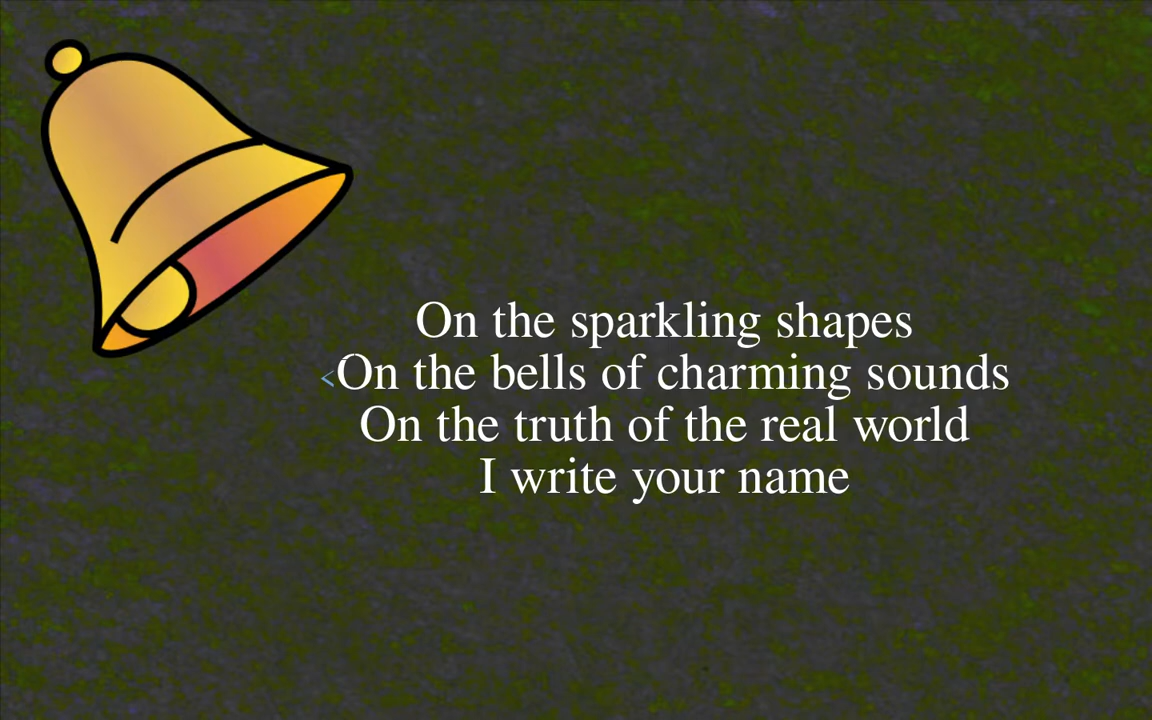 On the sparkling shapes
<On the bells of charming sounds
On the truth of the real world
I write your name